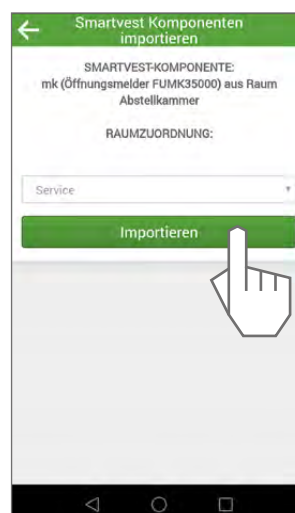 Smartvest Komponenten
importieren
SMARTVEST-KOMPONENTE:
mk (Öffnungsmelder FUMK35000) aus Raum
Abstellkammer
RAUMZUORDNUNG:
Service
Importieren